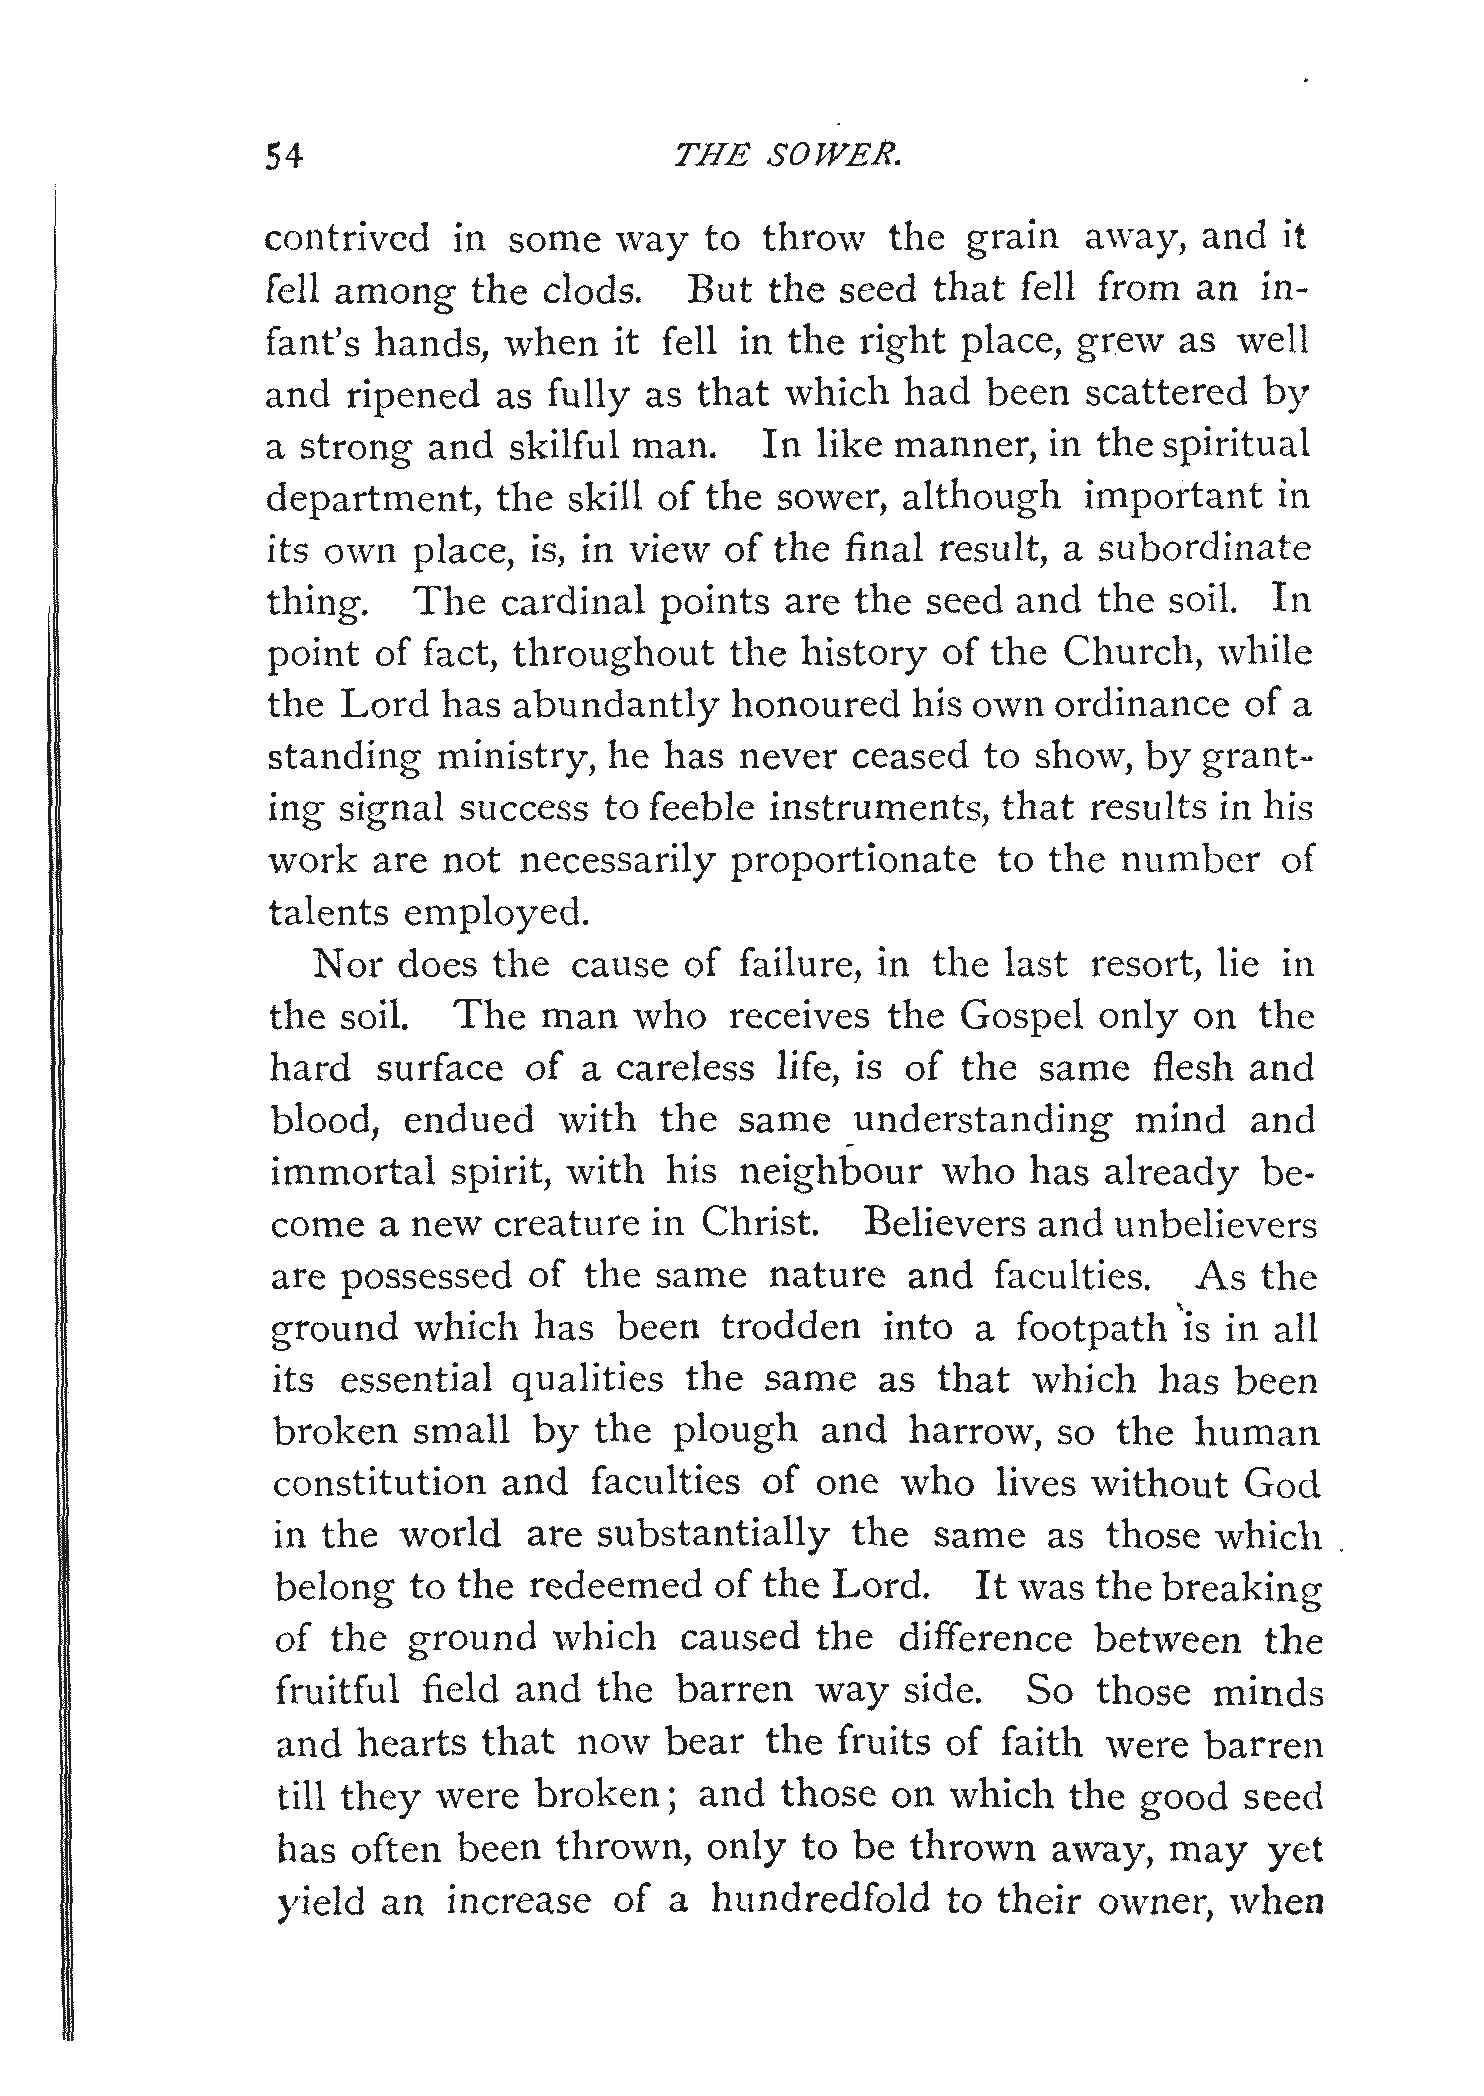 54 THE SOWER.
contrived in some way to throw the grain away, and it
fell among the clods. But the seed that fell from an in-
fant's hands, when it fell in the right place, grew as well
and ripened as fully as that which had been scattered by
a strong and skilful man. In like manner, in the spiritual
department, the skill of the sower, although important in
its own place, is, in view of the final result, a subordinate
thing. The cardinal points are the seed and the soil. In
point of fact, throughout the history of the Church, while
the Lord has abundantly honoured his own ordinance of a
standing ministry, he has never ceased to show, by grant-
ing signal success to feeble instruments, that results in his
work are not necessarily proportionate to the number of
talents employed.
Nor does the cause of failure, in the last resort, lie in
the soil. The man who receives the Gospel only on the
hard surface of a careless life, is of the same flesh and
blood, endued with the same understanding mind and
immortal spirit, with his neighbour who has already be-
come a new creature in Christ. Believers and unbelievers
are possessed of the same nature and faculties. As the
ground which has been trodden into a footpath is in all
its essential qualities the same as that which has been
broken small by the plough and harrow, so the human
constitution and faculties of one who lives without God
in the world are substantially the same as those which
belong to the redeemed of the Lord. It was the breaking
of the ground which caused the difference between the
fruitful field and the barren way side. So those minds
and hearts that now bear the fruits of faith were barren
till they were broken; and those on which the good seed
has often been thrown, only to be thrown away, may yet
yield an increase of a hundredfold to their owner, when